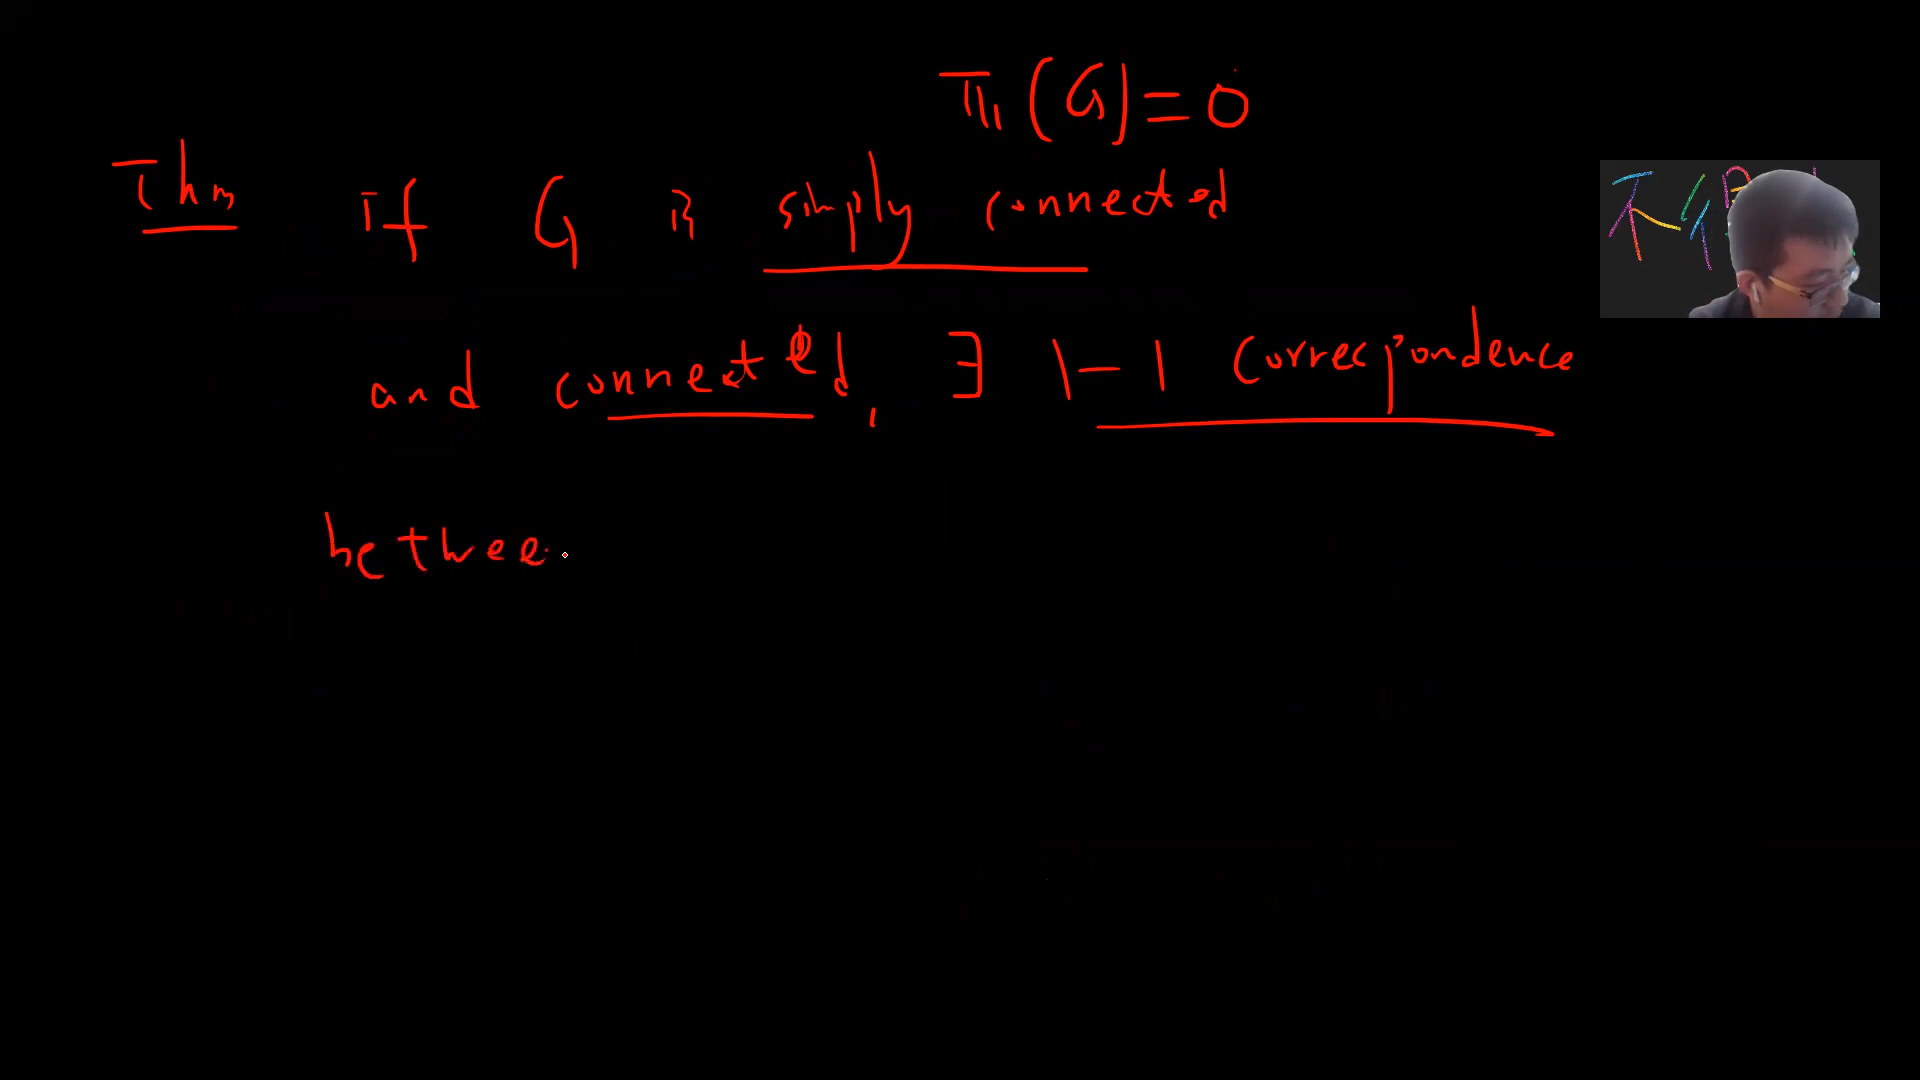 π₁(G)=0
Thm If G is simply connected
and connected, ∃ 1-1 correspondence
betwee